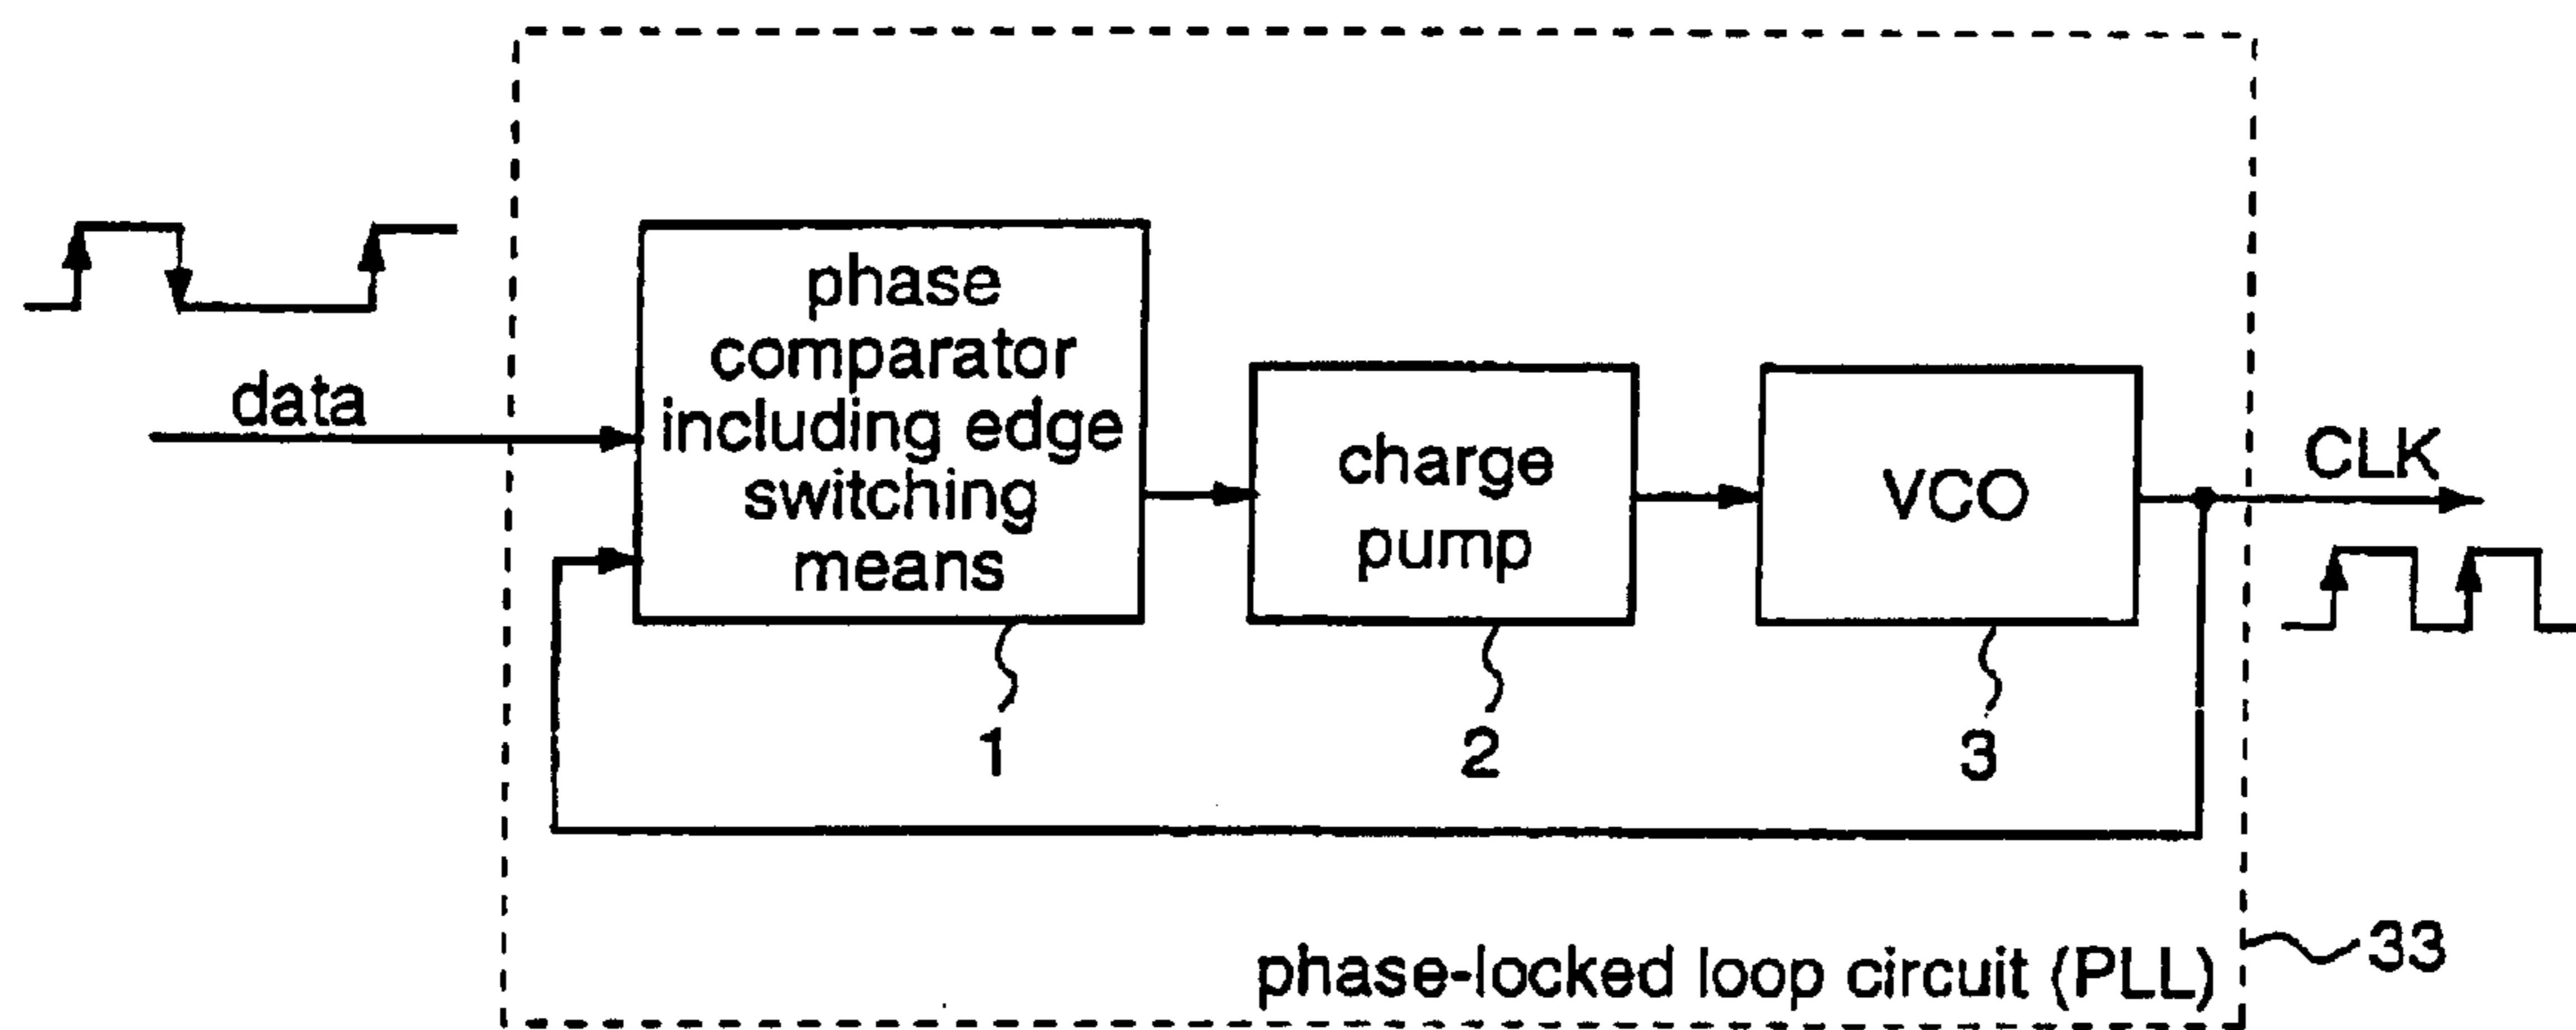 data
phase
comparator
including edge
switching
means
charge
pump
VCO
CLK
1
2
3
phase-locked loop circuit (PLL)
33